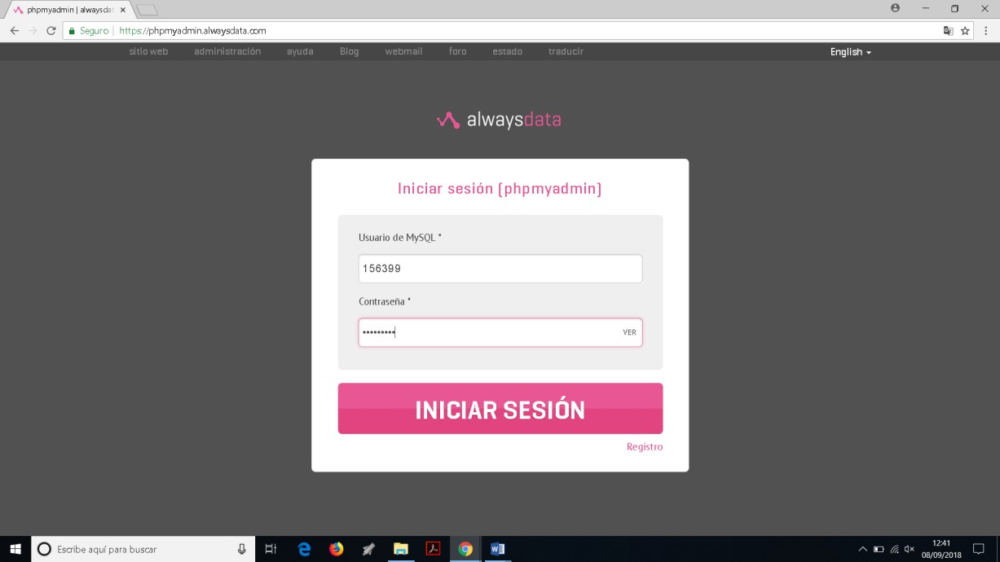 phpmyadmin | alwaysdat
Seguro | https://phpmyadmin.alwaysdata.com
sitio web administración ayuda Blog webmail foro estado traducir English
alwaysdata
Iniciar sesión (phpmyadmin)
Usuario de MySQL *
156399
Contraseña *
••••••••• VER
INICIAR SESIÓN
Registro
Escribe aquí para buscar
12:41
08/09/2018